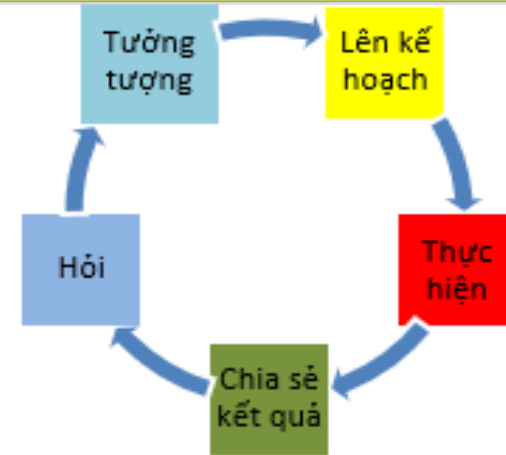 Tưởng
tượng
Lên kế
hoạch
Thực
hiện
Chia sẻ
kết quả
Hỏi